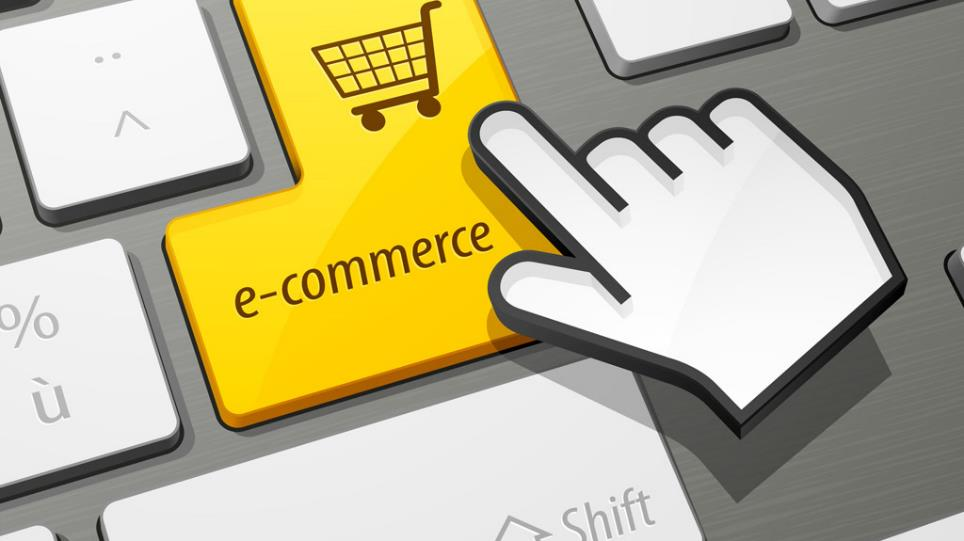 ¨
^
e-commerce
%
ù
Shift